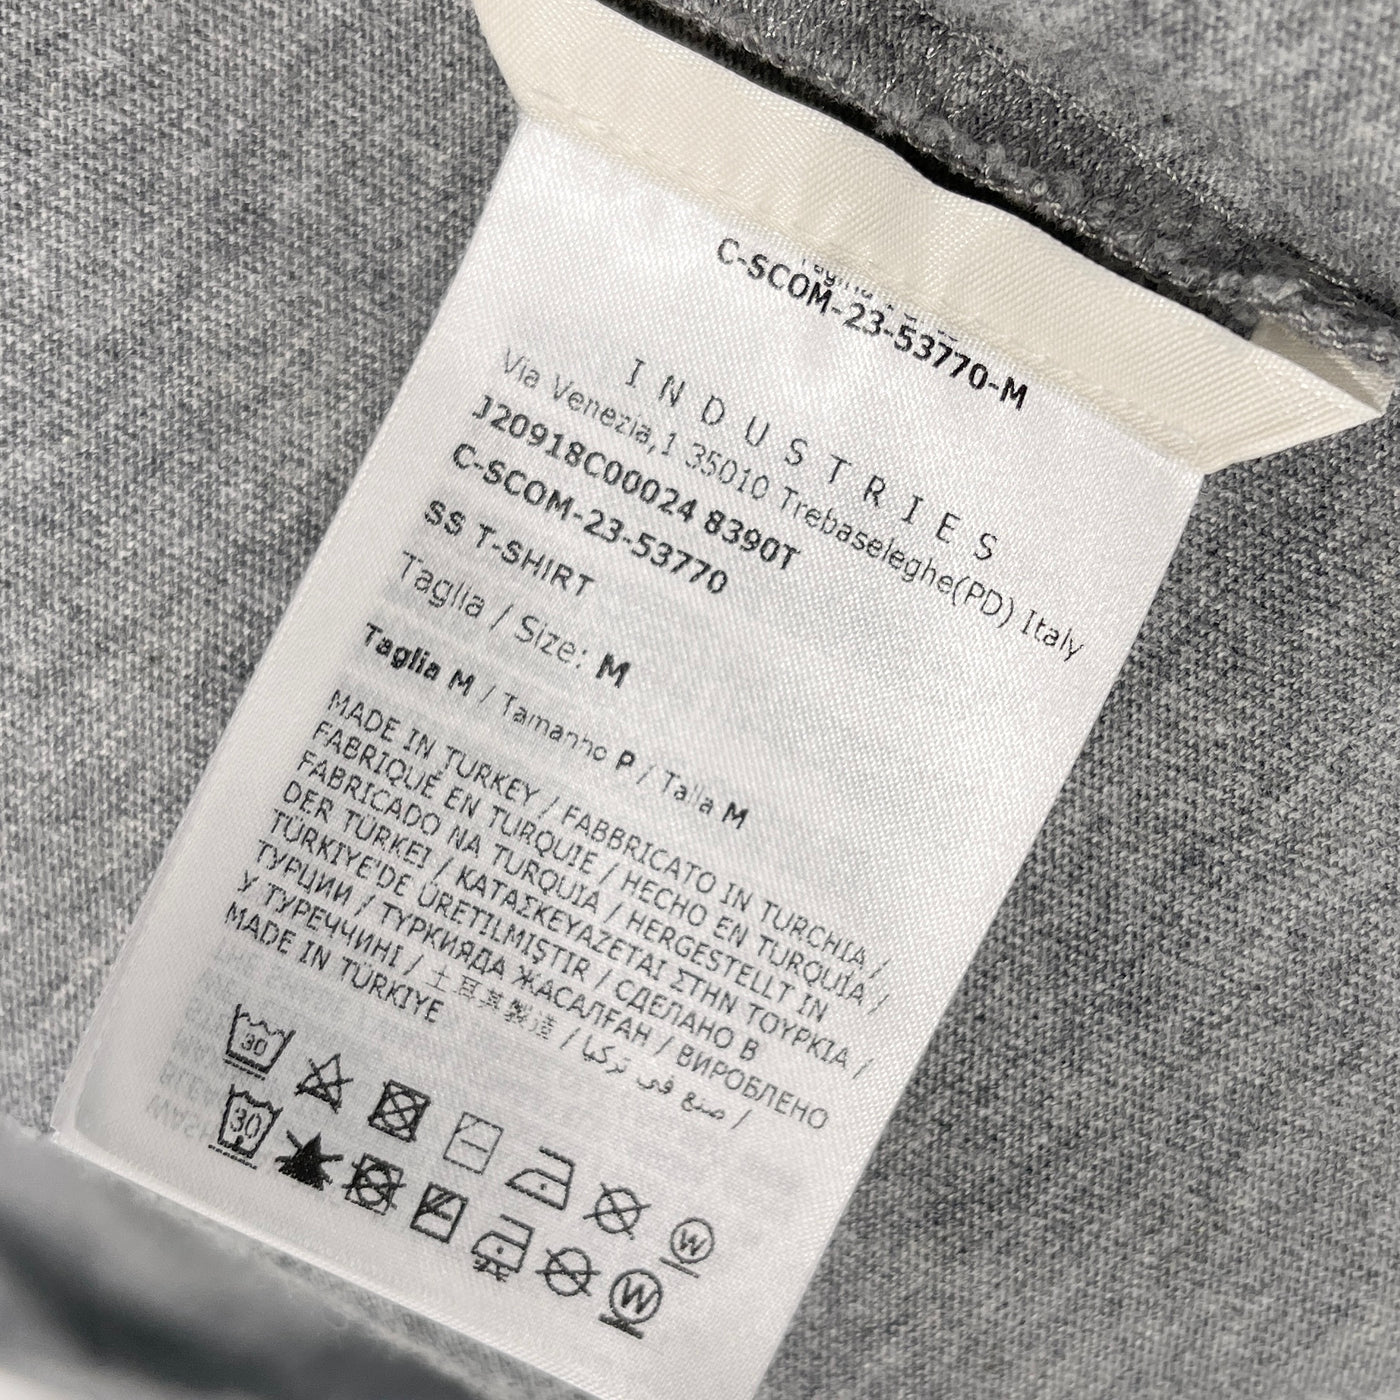 C-SCOM-23-53770-M
INDUSTRIES
Via Venezia,1 35010 Trebaseleghe(PD) Italy
J20918C00024 8390T
C-SCOM-23-53770
SS T-SHIRT
Taglia / Size: M
Taglia M / Tamanho P / Talla M
MADE IN TURKEY / FABBRICATO IN TURCHIA /
FABRIQUÉ EN TURQUIE / HECHO EN TURQUÍA /
FABRICADO NA TURQUIA / HERGESTELLT IN
DER TÜRKEI / ΚΑΤΑΣΚΕΥΑΖΕΤΑΙ ΣΤΗΝ ΤΟΥΡΚΙΑ /
TÜRKIYE'DE ÜRETILMIŞTIR / СДЕЛАНО В
ТУРЦИИ / ТҮРКИЯДА ЖАСАЛҒАН / ВИРОБЛЕНО
У ТУРЕЧЧИНІ / 土耳其製造 / صنع في تركيا /
MADE IN TÜRKIYE
30
W
30
W